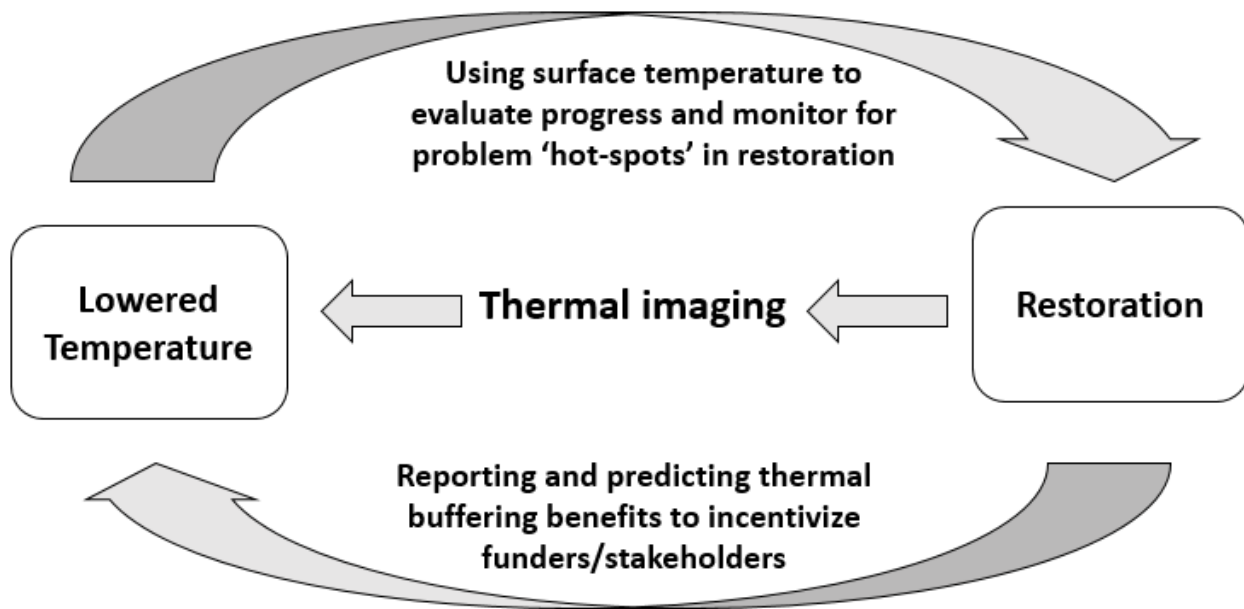 Using surface temperature to
evaluate progress and monitor for
problem ‘hot-spots’ in restoration
Lowered
Temperature
Thermal imaging
Restoration
Reporting and predicting thermal
buffering benefits to incentivize
funders/stakeholders